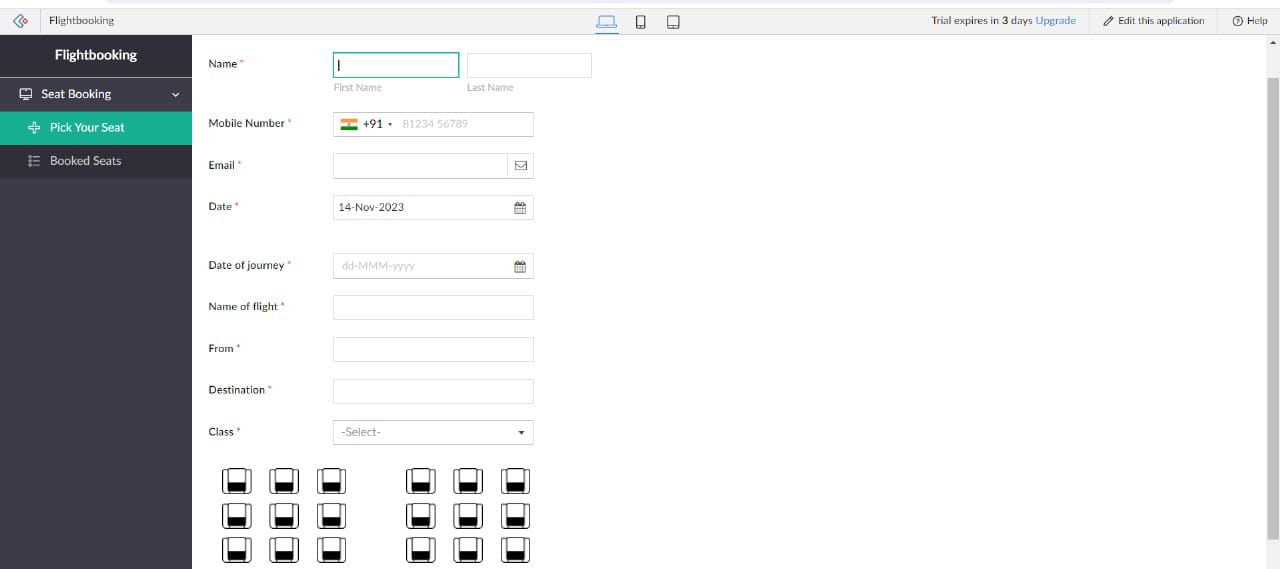 Flightbooking
Trial expires in 3 days Upgrade
Edit this application
Help
Flightbooking
Seat Booking
Pick Your Seat
Booked Seats
Name *
First Name
Last Name
Mobile Number *
+91
81234 56789
Email *
Date *
14-Nov-2023
Date of journey *
dd-MMM-yyyy
Name of flight *
From *
Destination *
Class *
-Select-